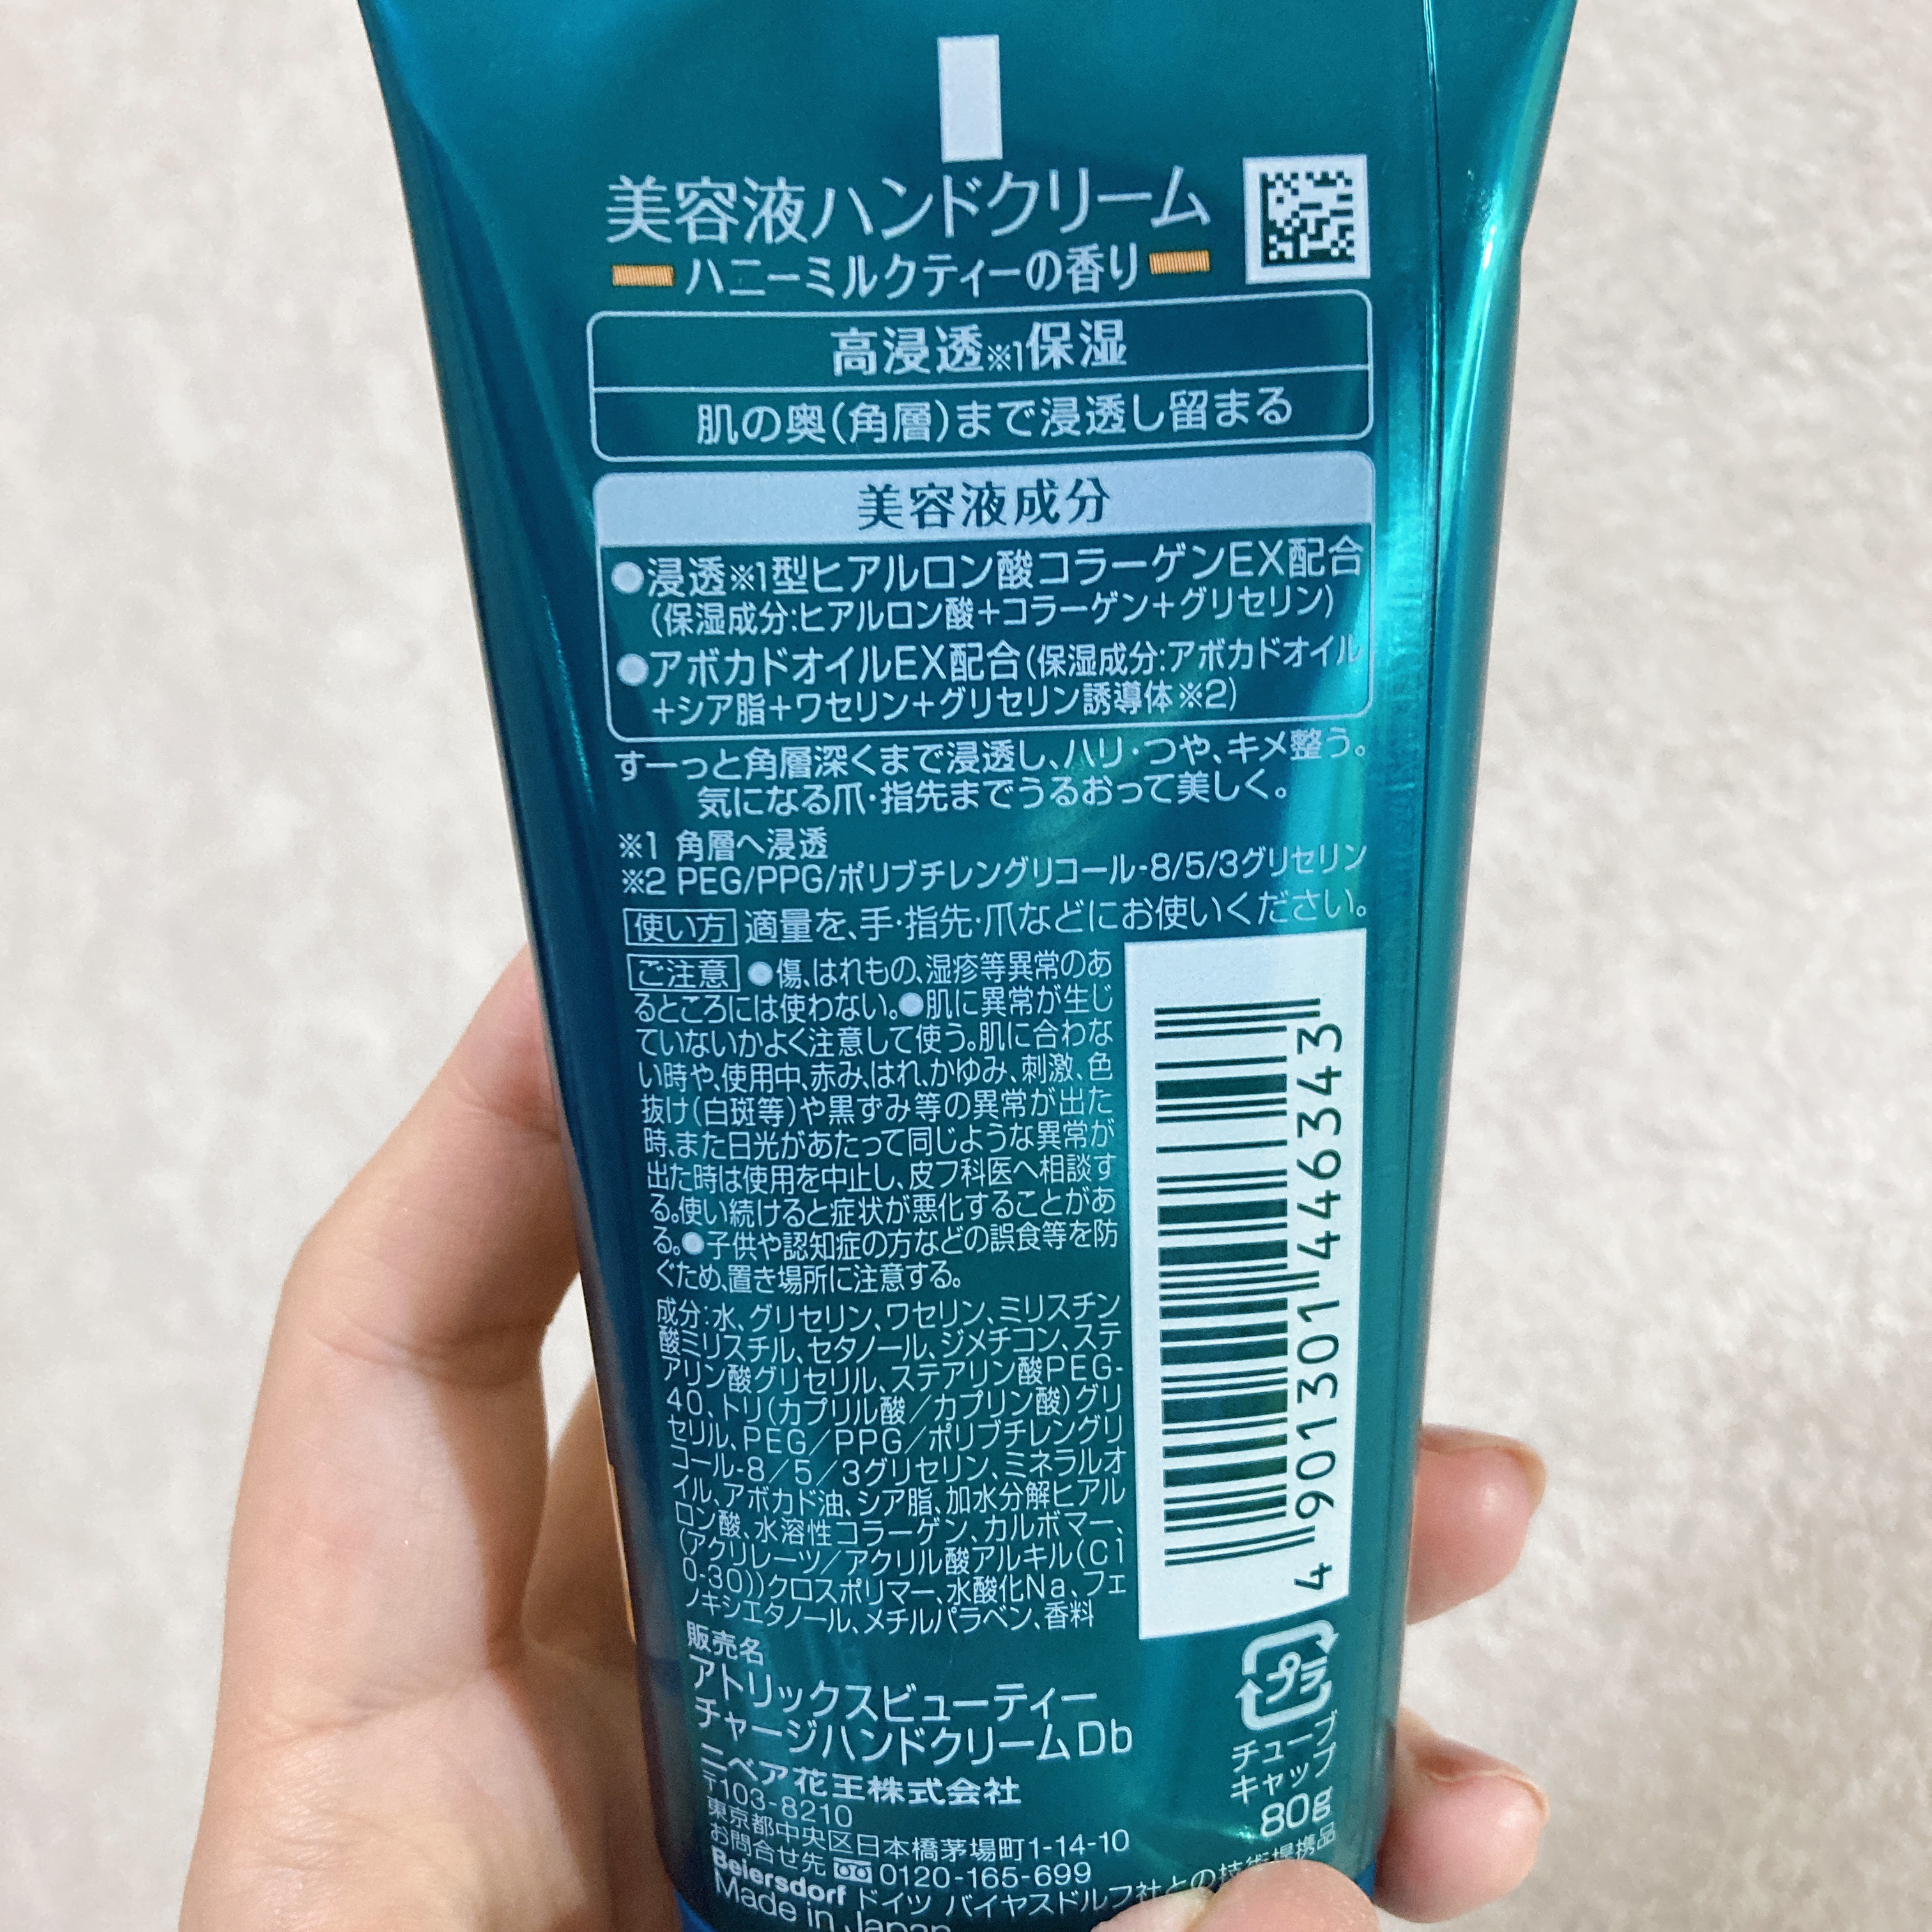 美容液ハンドクリーム
ハニーミルクティーの香り
高浸透※1保湿
肌の奥(角層)まで浸透し留まる
美容液成分
●浸透※1型ヒアルロン酸コラーゲンEX配合
(保湿成分:ヒアルロン酸+コラーゲン+グリセリン)
●アボカドオイルEX配合(保湿成分:アボカドオイル
+シア脂+ワセリン+グリセリン誘導体※2)
すーっと角層深くまで浸透し、ハリ・つや、キメ整う。
気になる爪・指先までうるおって美しく。
※1 角層へ浸透
※2 PEG/PPG/ポリブチレングリコール-8/5/3グリセリン
使い方 適量を、手・指先・爪などにお使いください。
ご注意 ●傷、はれもの、湿疹等異常のあ
るところには使わない。●肌に異常が生じ
ていないかよく注意して使う。肌に合わな
い時や、使用中、赤み、はれ、かゆみ、刺激、色
抜け(白斑等)や黒ずみ等の異常が出た
時、また日光があたって同じような異常が
出た時は使用を中止し、皮フ科医へ相談す
る。使い続けると症状が悪化することがあ
る。●子供や認知症の方などの誤食等を防
ぐため、置き場所に注意する。
成分:水、グリセリン、ワセリン、ミリスチン
酸ミリスチル、セタノール、ジメチコン、ステ
アリン酸グリセリル、ステアリン酸PEG-
40、トリ(カプリル酸/カプリン酸)グリ
セリル、PEG/PPG/ポリブチレングリ
コール-8/5/3グリセリン、ミネラルオ
イル、アボカド油、シア脂、加水分解ヒアル
ロン酸、水溶性コラーゲン、カルボマー、
(アクリレーツ/アクリル酸アルキル(C1
0-30))クロスポリマー、水酸化Na、フェ
ノキシエタノール、メチルパラベン、香料
4 901301 446343
販売名
アトリックスビューティー
チャージハンドクリームDb
ニベア花王株式会社
〒103-8210
東京都中央区日本橋茅場町1-14-10
お問合せ先 0120-165-699
Beiersdorf ドイツ バイヤスドルフ社との技術提携品
Made in Japan
プラ
チューブ
キャップ
80g